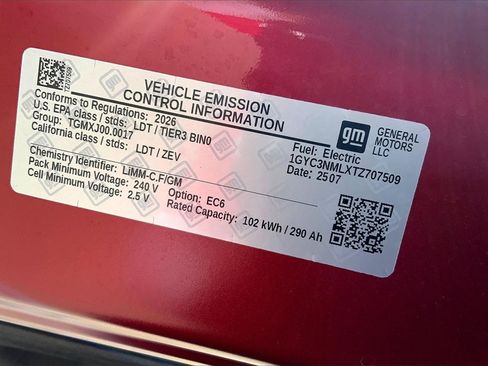 VEHICLE EMISSION
CONTROL INFORMATION
Conforms to Regulations: 2026
U.S. EPA class / stds: LDT / TIER3 BIN0
Group: TGMXJ00.0017
California class / stds: LDT / ZEV
Fuel: Electric
1GYC3NMLXTZ707509
Date: 2507
gm
GENERAL
MOTORS
LLC
Chemistry Identifier: LiMM-C.F/GM
Pack Minimum Voltage: 240 V Option: EC6
Cell Minimum Voltage: 2.5 V Rated Capacity: 102 kWh / 290 Ah
TZ707509